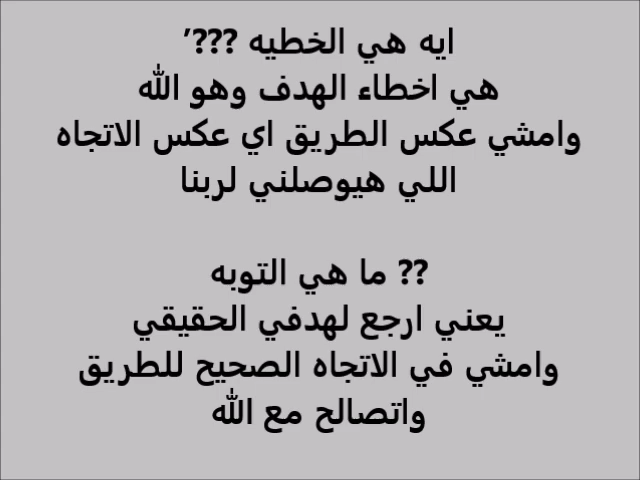 ايه هي الخطيه ???’
هي اخطاء الهدف وهو الله
وامشي عكس الطريق اي عكس الاتجاه
اللي هيوصلني لربنا
?? ما هي التوبه
يعني ارجع لهدفي الحقيقي
وامشي في الاتجاه الصحيح للطريق
واتصالح مع الله